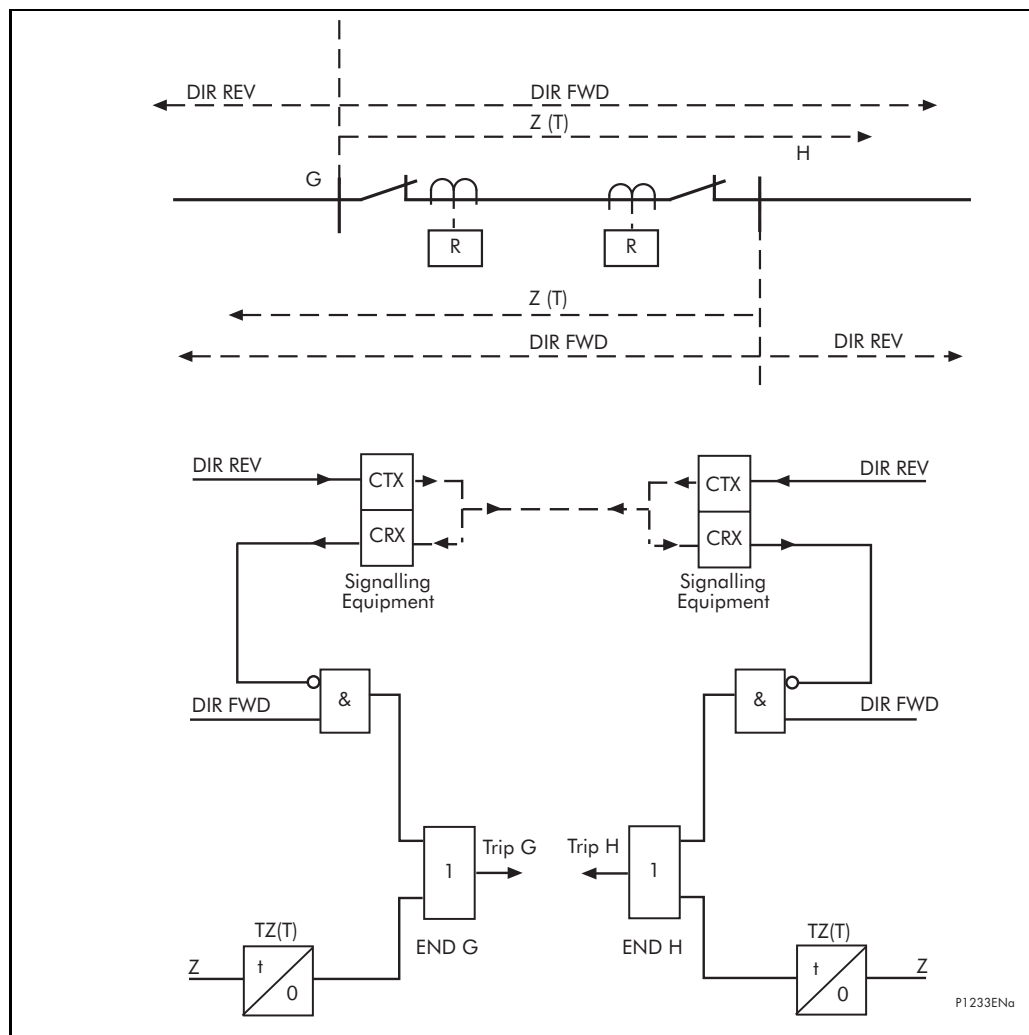 DIR REV DIR FWD
Z (T)
H
G
R R
Z (T)
DIR FWD DIR REV
DIR REV CTX CTX DIR REV
CRX CRX
Signalling Signalling
Equipment Equipment
& &
DIR FWD DIR FWD
Trip G Trip H
1 1
TZ(T) END G END H TZ(T)
Z t t Z
0 0
P1233ENa